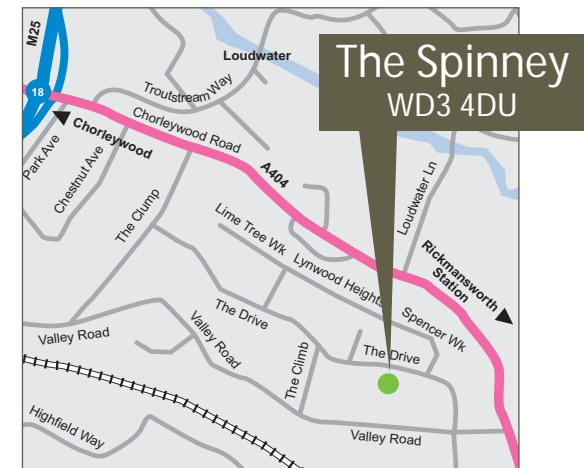 M25
Loudwater
The Spinney
WD3 4DU
Troutstream Way
18
Chorleywood Road
Chorleywood
A404
Park Ave
Chestnut Ave
The Clump
Loudwater Ln
Lime Tree Wk
Lynwood Heights
Rickmansworth
Station
Spencer Wk
The Drive
Valley Road
Valley Road
The Climb
The Drive
Highfield Way
Valley Road